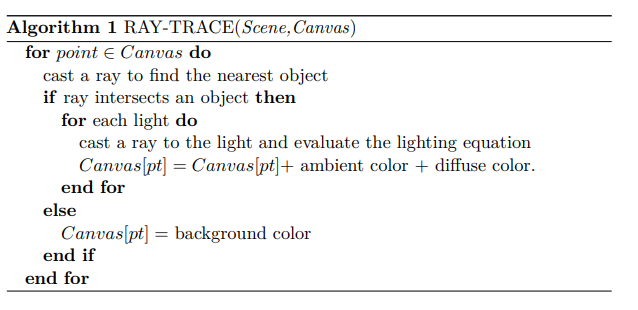 Algorithm 1 RAY-TRACE(Scene,Canvas)
for point ∈ Canvas do
cast a ray to find the nearest object
if ray intersects an object then
for each light do
cast a ray to the light and evaluate the lighting equation
Canvas[pt] = Canvas[pt]+ ambient color + diffuse color.
end for
else
Canvas[pt] = background color
end if
end for